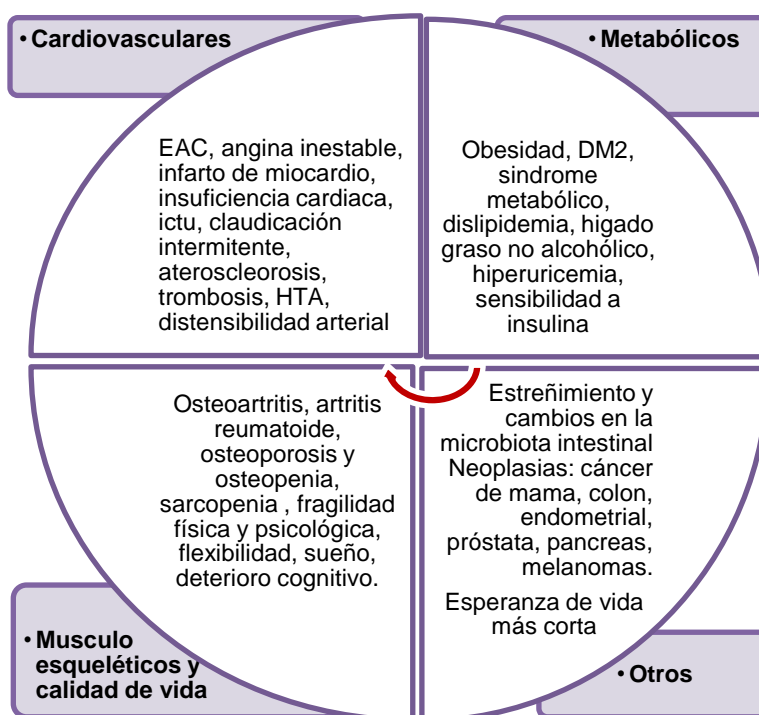 • Cardiovasculares
EAC, angina inestable,
infarto de miocardio,
insuficiencia cardiaca,
ictu, claudicación
intermitente,
ateroscleorosis,
trombosis, HTA,
distensibilidad arterial
• Metabólicos
Obesidad, DM2,
sindrome
metabólico,
dislipidemia, higado
graso no alcohólico,
hiperuricemia,
sensibilidad a
insulina
Osteoartritis, artritis
reumatoide,
osteoporosis y
osteopenia,
sarcopenia , fragilidad
física y psicológica,
flexibilidad, sueño,
deterioro cognitivo.
• Musculo
esqueléticos y
calidad de vida
Estreñimiento y
cambios en la
microbiota intestinal
Neoplasias: cáncer
de mama, colon,
endometrial,
próstata, pancreas,
melanomas.
Esperanza de vida
más corta
• Otros